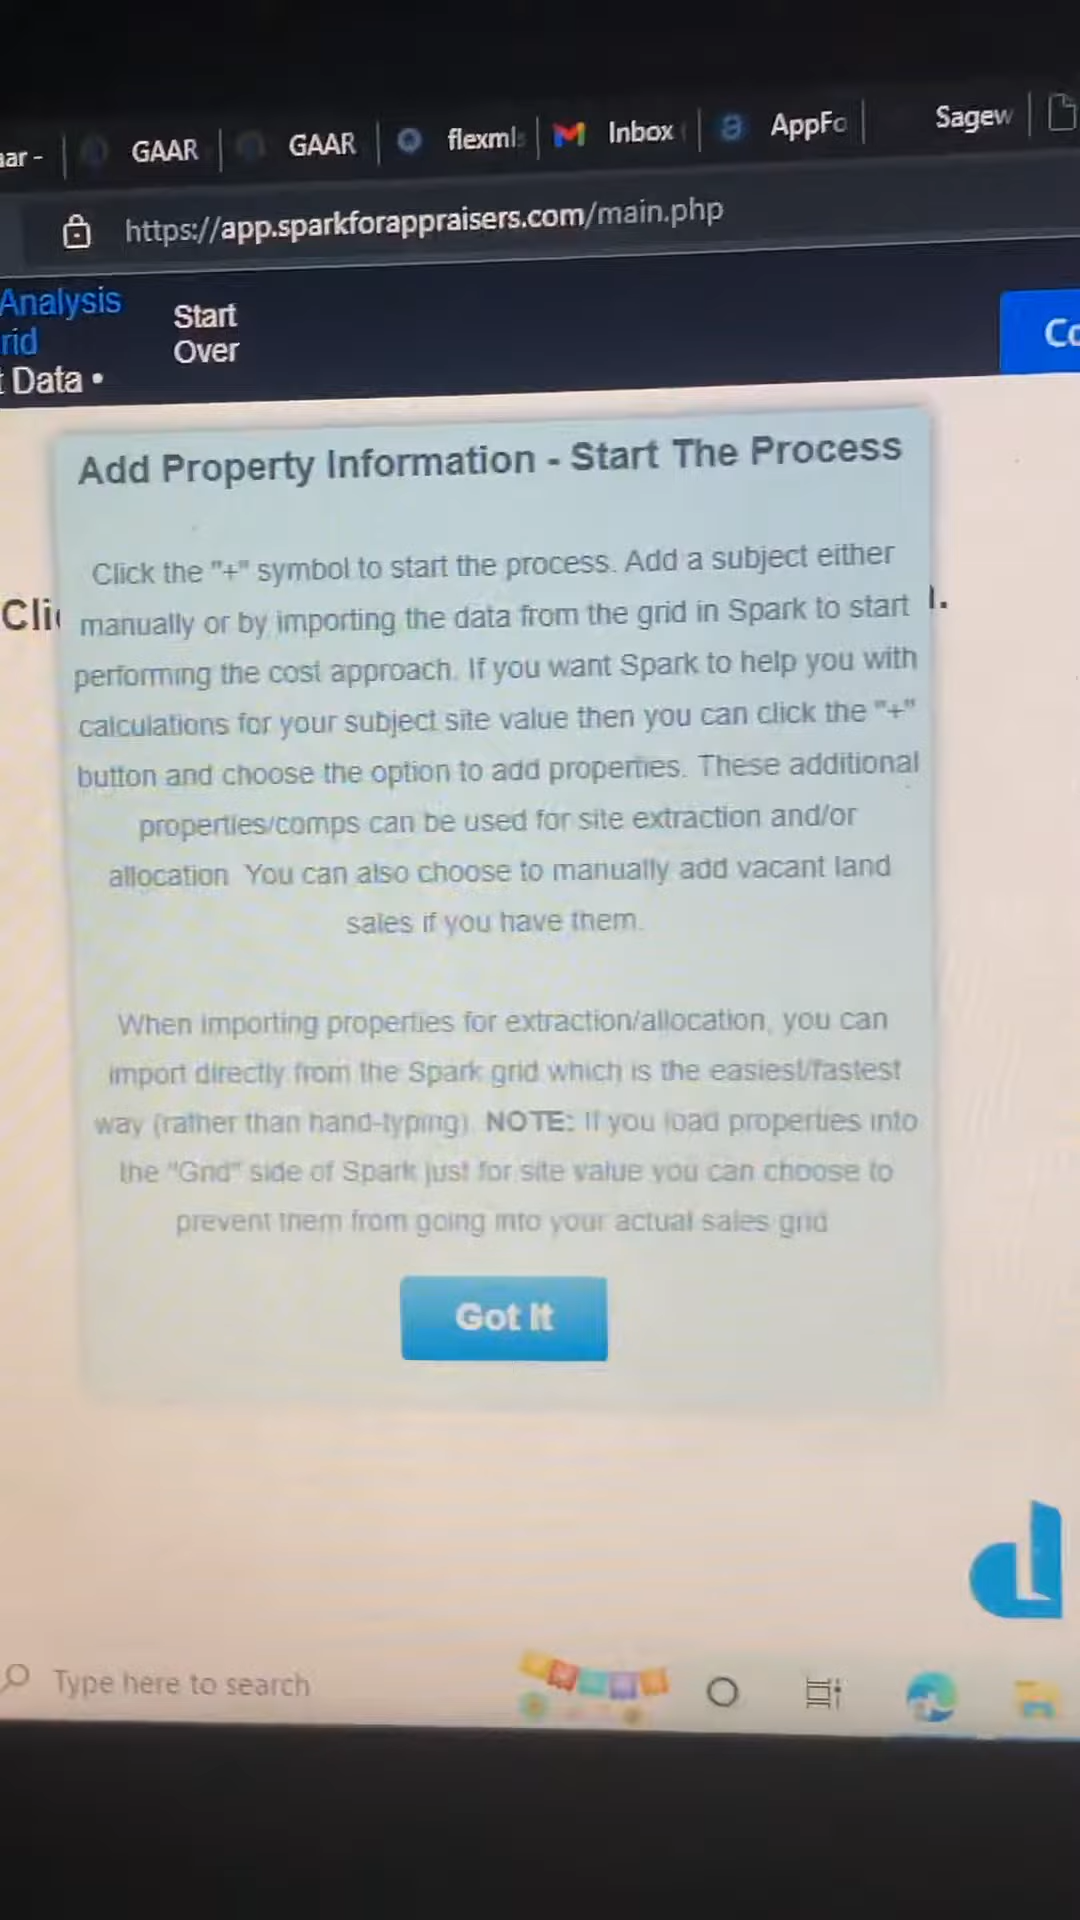 aar -
GAAR
GAAR
flexmls
Inbox
AppFo
Sagew
https://app.sparkforappraisers.com/main.php
Analysis
rid
t Data •
Start
Over
Co
Add Property Information - Start The Process
Click the "+" symbol to start the process. Add a subject either
Clic
manually or by importing the data from the grid in Spark to start
performing the cost approach. If you want Spark to help you with
calculations for your subject site value then you can click the "+"
button and choose the option to add properties. These additional
properties/comps can be used for site extraction and/or
allocation. You can also choose to manually add vacant land
sales if you have them.
When importing properties for extraction/allocation, you can
import directly from the Spark grid which is the easiest/fastest
way (rather than hand-typing). NOTE: If you load properties into
the "Grid" side of Spark just for site value you can choose to
prevent them from going into your actual sales grid
Got It
Type here to search